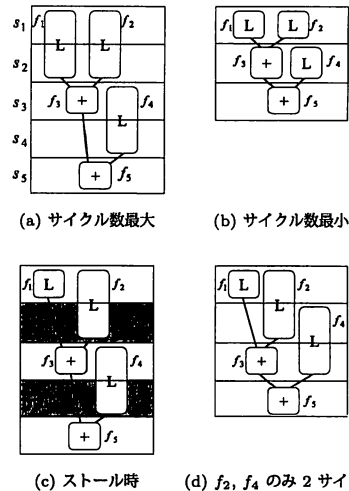 s1 f1 L L f2
s2
s3 f3 + L f4
s4
s5 + f5
(a) サイクル数最大
f1 L L f2
f3 + L f4
+ f5
(b) サイクル数最小
f1 L L f2
f3 + L f4
+ f5
(c) ストール時
f1 L L f2
f3 + L f4
+ f5
(d) f2, f4 のみ 2 サイ